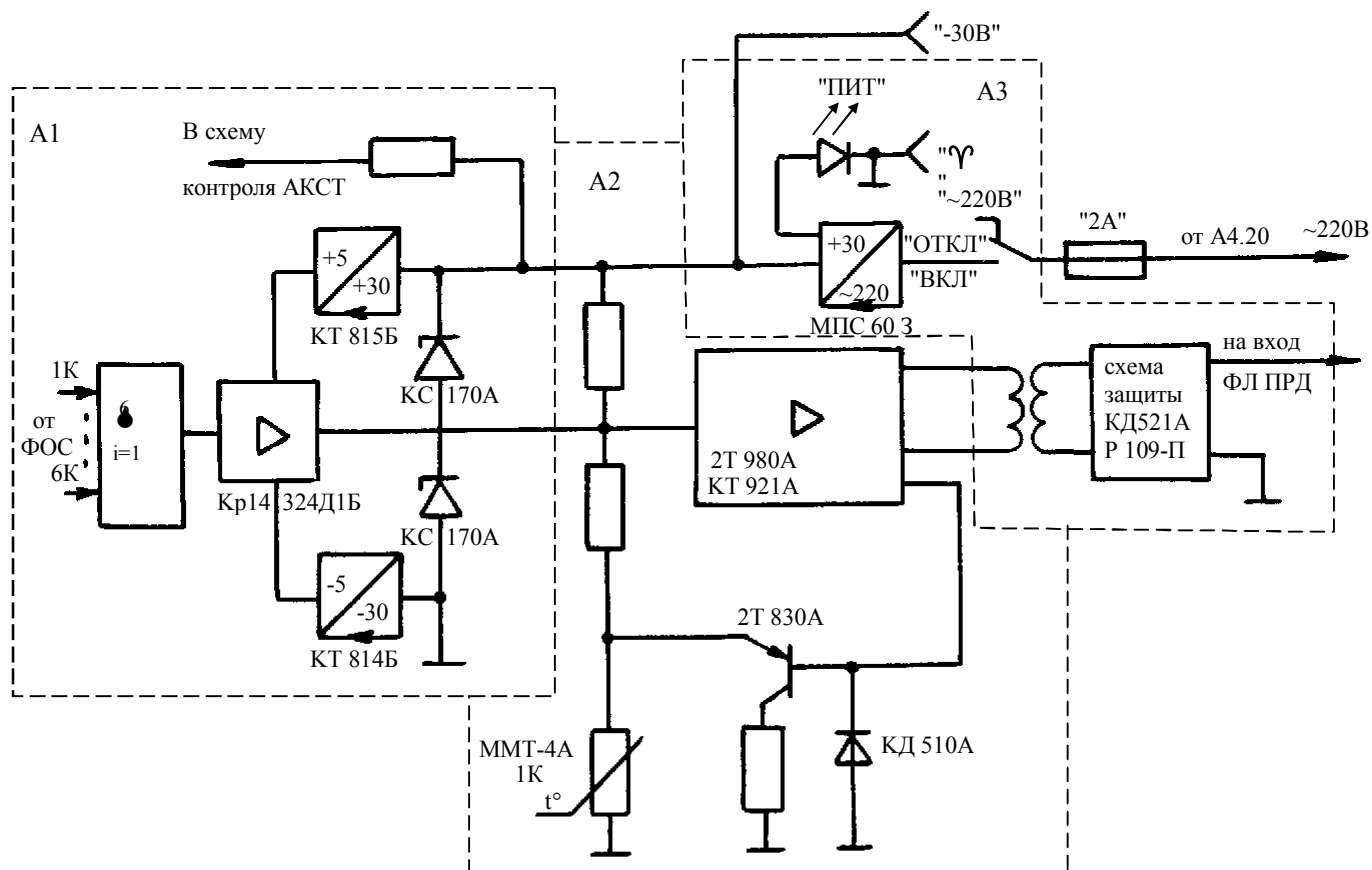 "-30В"
"ПИТ"
А3
А1
В схему
контроля АКСТ
А2
"♈
"
"~220В"
"2А"
от А4.20
~220В
+5
+30
КТ 815Б
+30
~220
"ОТКЛ"
"ВКЛ"
МПС 60 З
1К
от
ФОС
6К
6
i=1
КС 170А
Кр14 324Д1Б
КС 170А
2Т 980А
КТ 921А
схема
защиты
КД521А
Р 109-П
на вход
ФЛ ПРД
-5
-30
КТ 814Б
2Т 830А
ММТ-4А
1К
t°
КД 510А